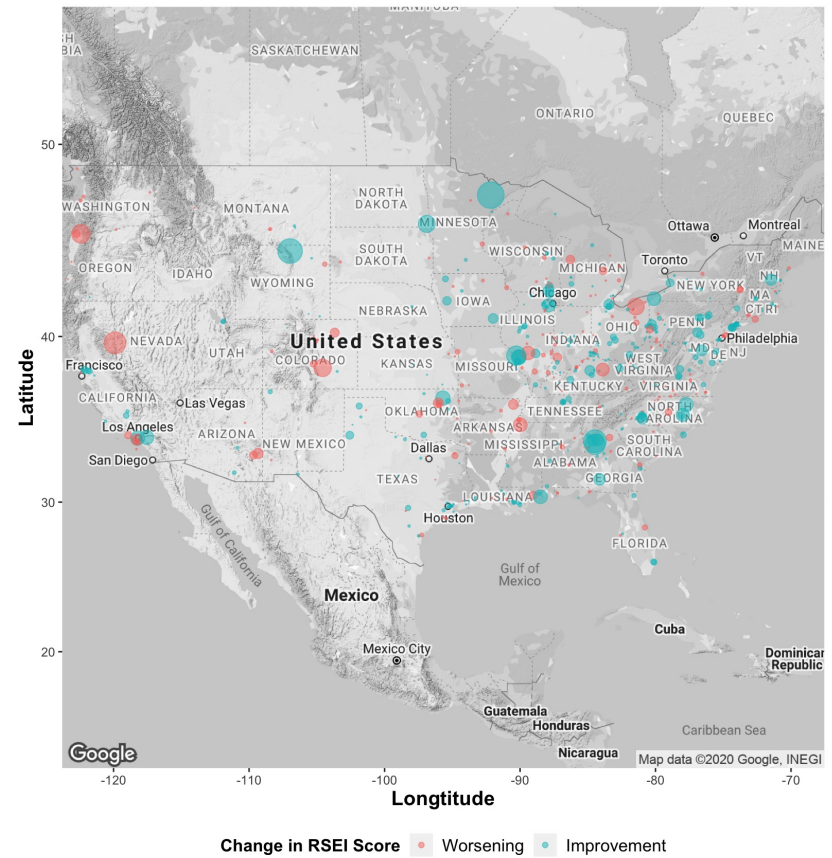 MANITOBA
SH
BIA
SASKATCHEWAN
ONTARIO
QUEBEC
50
WASHINGTON
MONTANA
NORTH
DAKOTA
MINNESOTA
Ottawa
Montreal
MAINE
OREGON
IDAHO
SOUTH
DAKOTA
WISCONSIN
MICHIGAN
Toronto
VT
NH
WYOMING
NEW YORK
MA
CT
RI
Chicago
IOWA
NEBRASKA
ILLINOIS
OHIO
PENN
40
NEVADA
UTAH
United States
COLORADO
KANSAS
MISSOURI
INDIANA
WEST
VIRGINIA
MD
DE
NJ
Philadelphia
Francisco
CALIFORNIA
Las Vegas
KENTUCKY
VIRGINIA
Los Angeles
ARIZONA
NEW MEXICO
OKLAHOMA
ARKANSAS
TENNESSEE
NORTH
CAROLINA
San Diego
Dallas
MISSISSIPPI
ALABAMA
SOUTH
CAROLINA
TEXAS
GEORGIA
30
LOUISIANA
Houston
Gulf of California
FLORIDA
Gulf of
Mexico
Mexico
Cuba
20
Mexico City
Dominican
Republic
Guatemala
Honduras
Nicaragua
Caribbean Sea
Google
Map data ©2020 Google, INEGI
-120
-110
-100
-90
-80
-70
Latitude
Longtitude
Change in RSEI Score
Worsening
Improvement